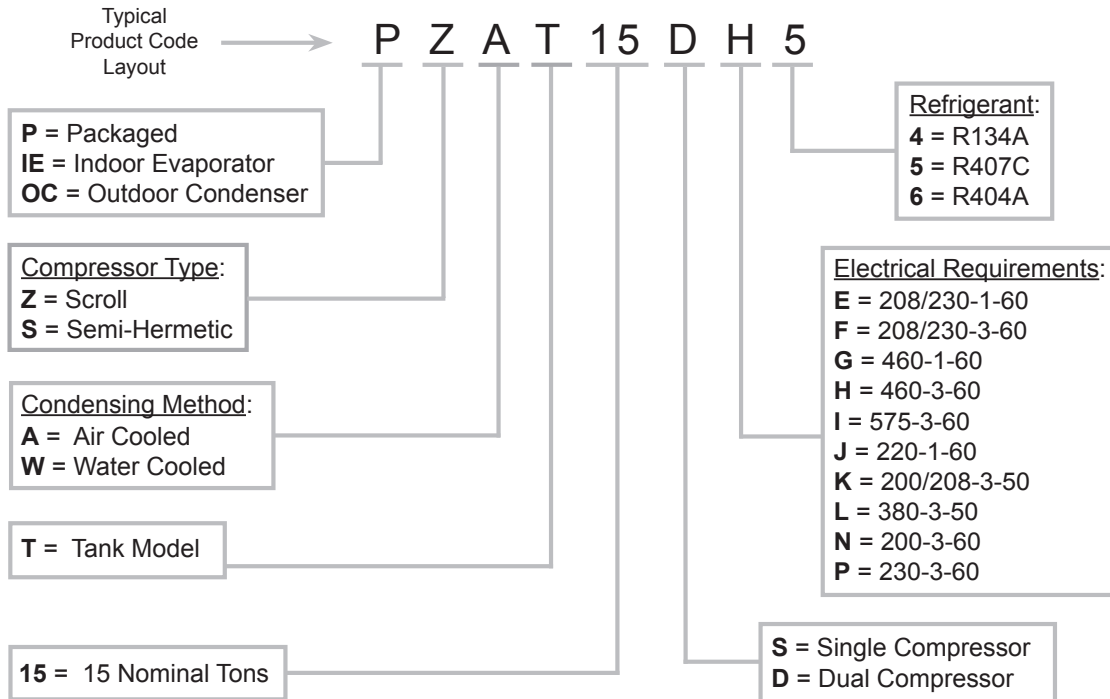 Typical
Product Code
Layout
P Z A T 15 D H 5
P = Packaged
IE = Indoor Evaporator
OC = Outdoor Condenser
Compressor Type:
Z = Scroll
S = Semi-Hermetic
Condensing Method:
A = Air Cooled
W = Water Cooled
T = Tank Model
15 = 15 Nominal Tons
Refrigerant:
4 = R134A
5 = R407C
6 = R404A
Electrical Requirements:
E = 208/230-1-60
F = 208/230-3-60
G = 460-1-60
H = 460-3-60
I = 575-3-60
J = 220-1-60
K = 200/208-3-50
L = 380-3-50
N = 200-3-60
P = 230-3-60
S = Single Compressor
D = Dual Compressor